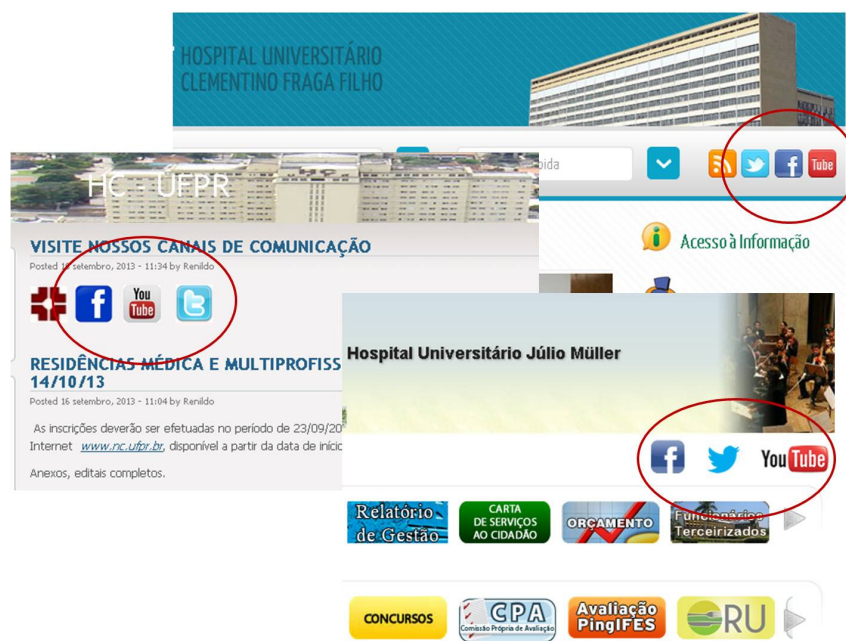 HOSPITAL UNIVERSITÁRIO
CLEMENTINO FRAGA FILHO
Tube
Acesso à Informação
HC - UFPR
VISITE NOSSOS CANAIS DE COMUNICAÇÃO
setembro, 2013 - 11:34 by Renildo
You
Tube
RESIDÊNCIAS MÉDICA E MULTIPROFISS
14/10/13
Posted 16 setembro, 2013 - 11:04 by Renildo
As inscrições deverão ser efetuadas no período de 23/09/20
Internet www.nc.ufpr.br, disponível a partir da data de iníci
Anexos, editais completos.
Hospital Universitário Júlio Müller
You Tube
Relatório
de Gestão
CARTA
DE SERVIÇOS
AO CIDADÃO
ORÇAMENTO
Funcionários
Terceirizados
CONCURSOS
CPA
Comissão Própria de Avaliação
Avaliação
PingIFES
RU